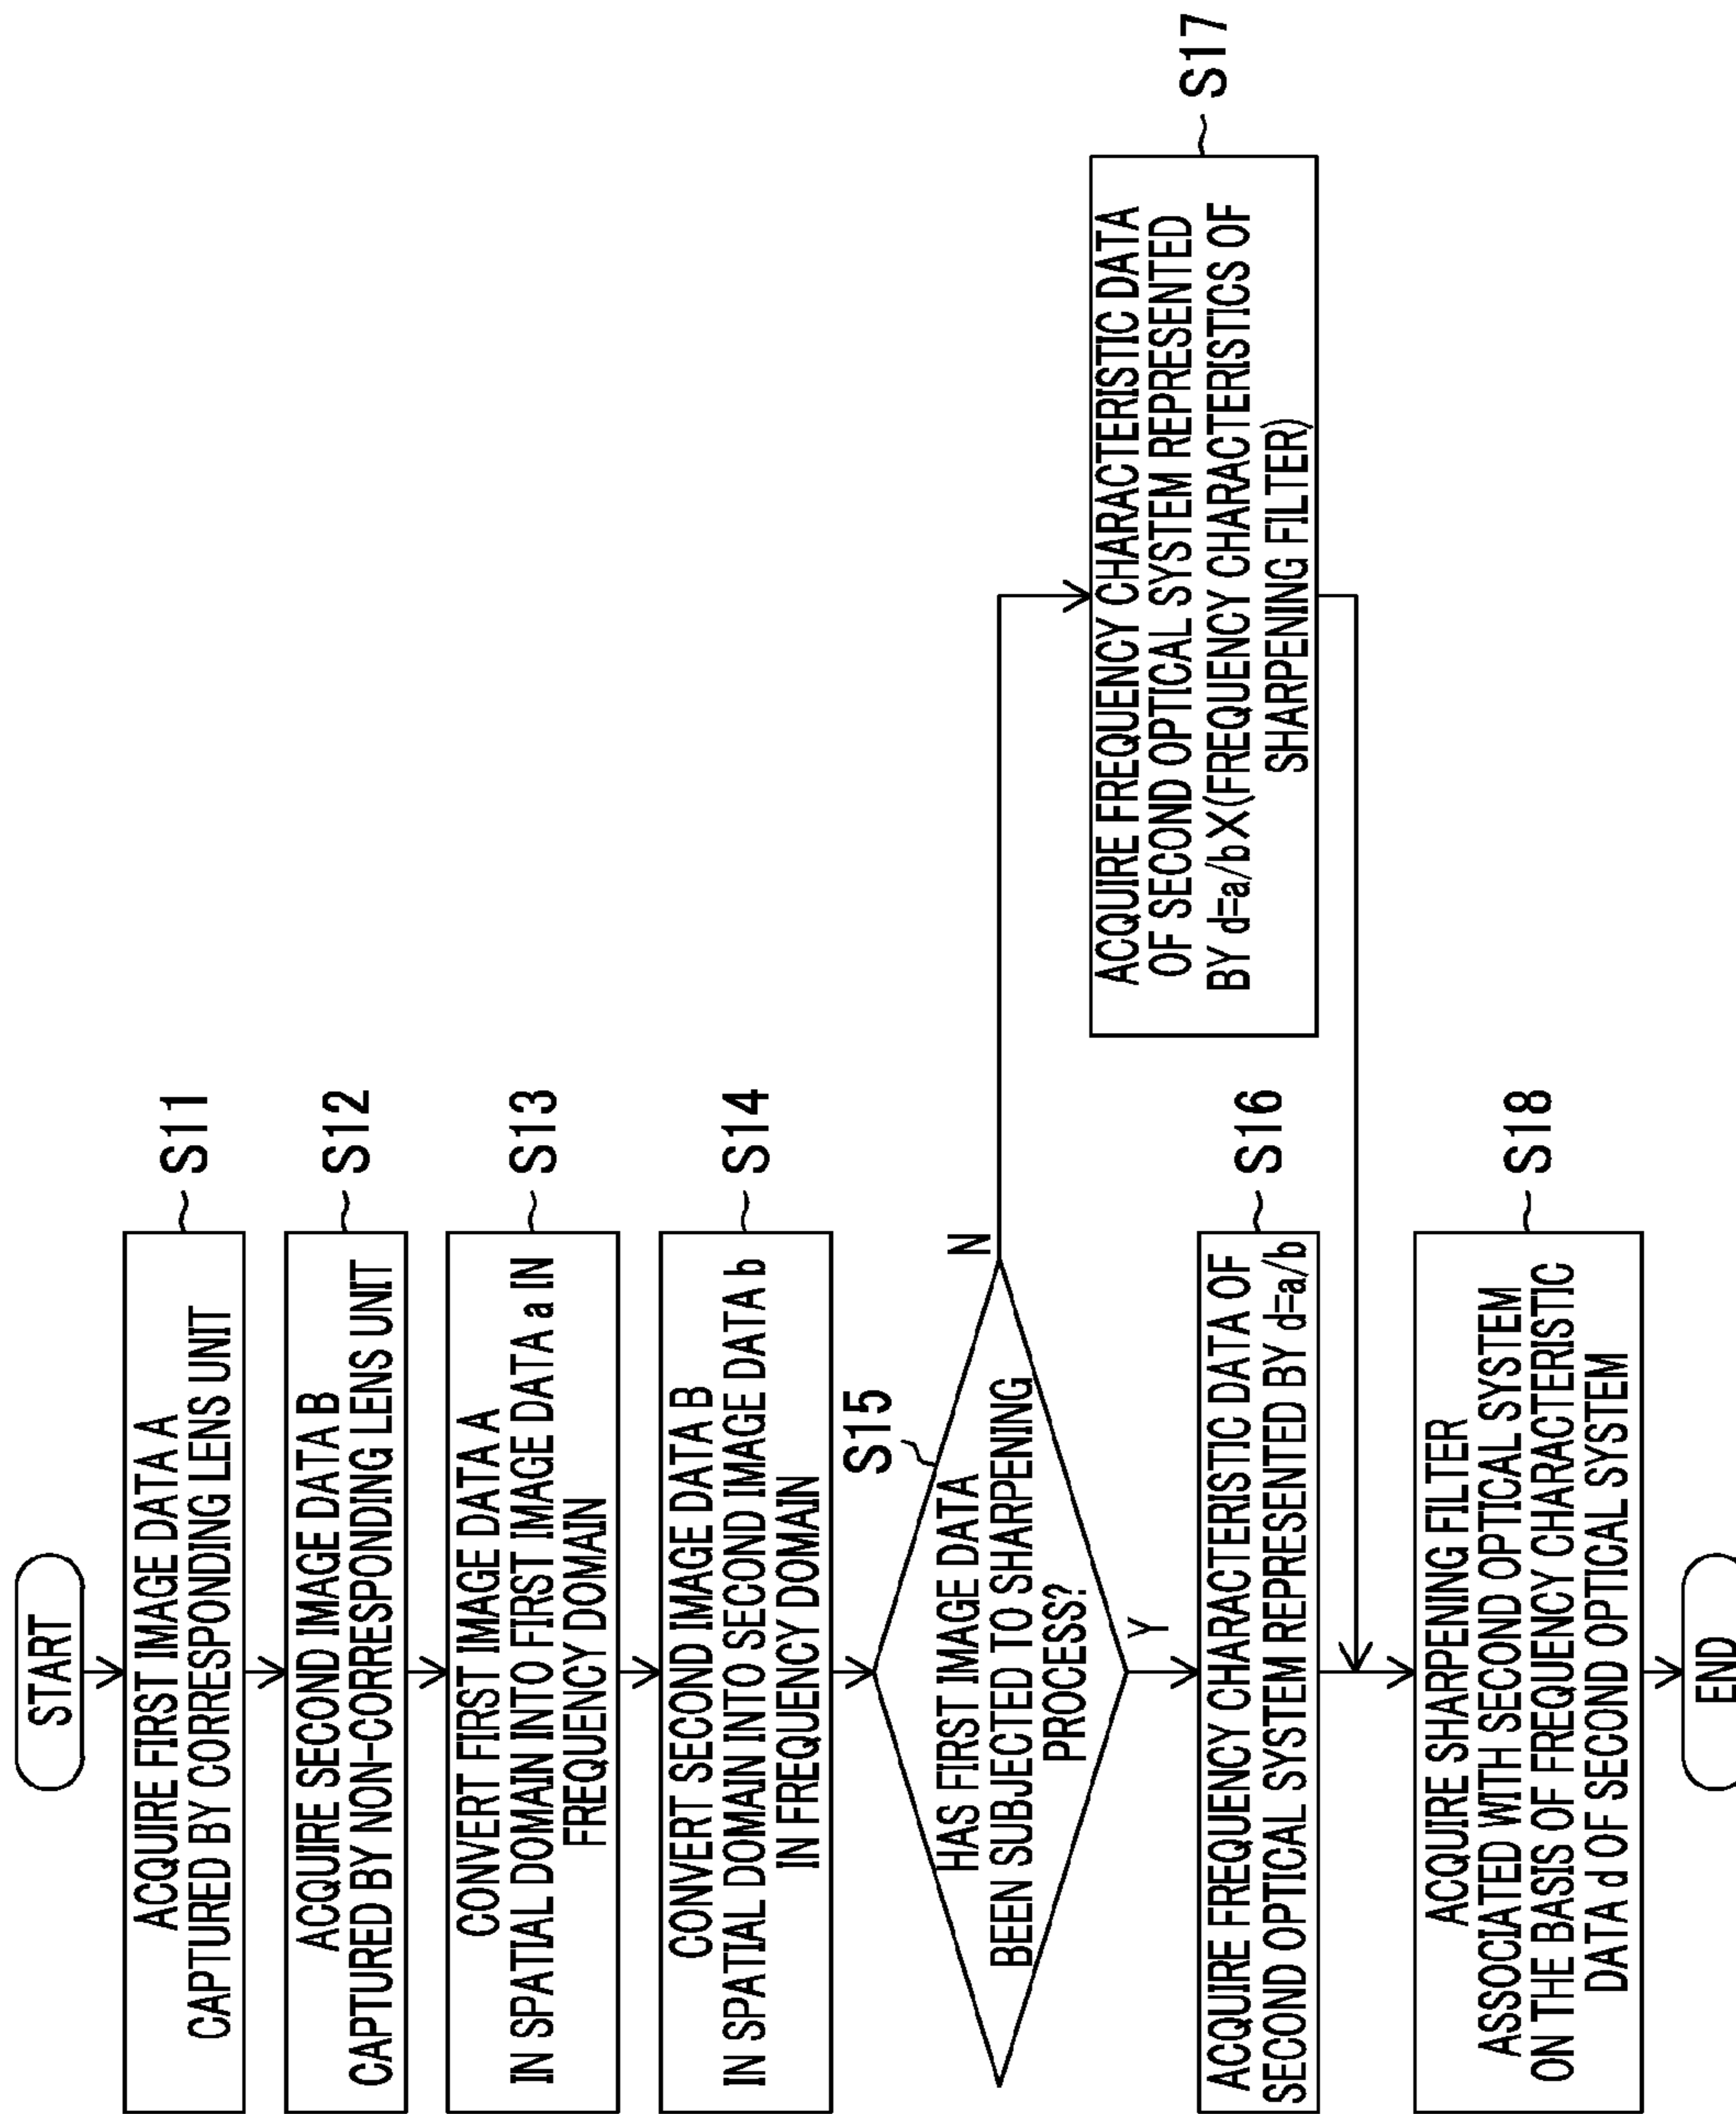 START
ACQUIRE FIRST IMAGE DATA A
CAPTURED BY CORRESPONDING LENS UNIT
S11
ACQUIRE SECOND IMAGE DATA B
CAPTURED BY NON-CORRESPONDING LENS UNIT
S12
CONVERT FIRST IMAGE DATA A
IN SPATIAL DOMAIN INTO FIRST IMAGE DATA a IN
FREQUENCY DOMAIN
S13
CONVERT SECOND IMAGE DATA B
IN SPATIAL DOMAIN INTO SECOND IMAGE DATA b
IN FREQUENCY DOMAIN
S14
S15
HAS FIRST IMAGE DATA
BEEN SUBJECTED TO SHARPENING
PROCESS?
N
Y
ACQUIRE FREQUENCY CHARACTERISTIC DATA
OF SECOND OPTICAL SYSTEM REPRESENTED
BY d=a/b×(FREQUENCY CHARACTERISTICS OF
SHARPENING FILTER)
S17
ACQUIRE FREQUENCY CHARACTERISTIC DATA OF
SECOND OPTICAL SYSTEM REPRESENTED BY d=a/b
S16
ACQUIRE SHARPENING FILTER
ASSOCIATED WITH SECOND OPTICAL SYSTEM
ON THE BASIS OF FREQUENCY CHARACTERISTIC
DATA d OF SECOND OPTICAL SYSTEM
S18
END